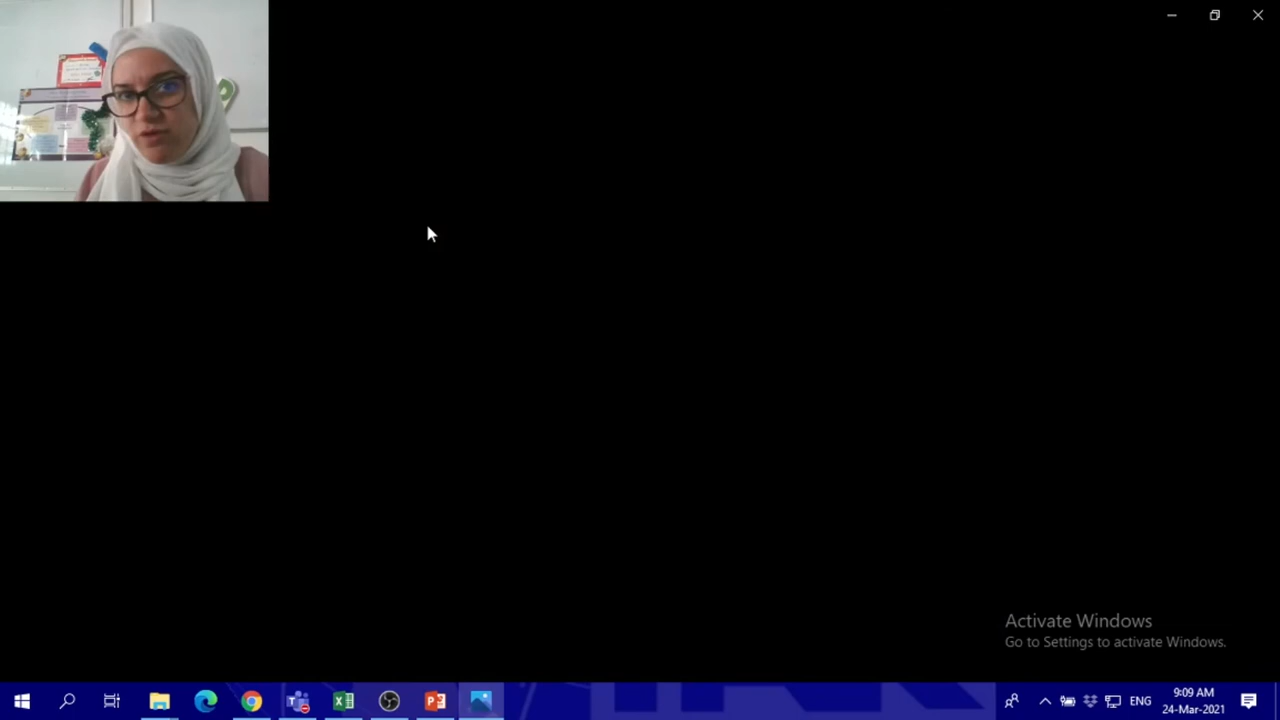 Activate Windows
Go to Settings to activate Windows.
ENG
9:09 AM
24-Mar-2021